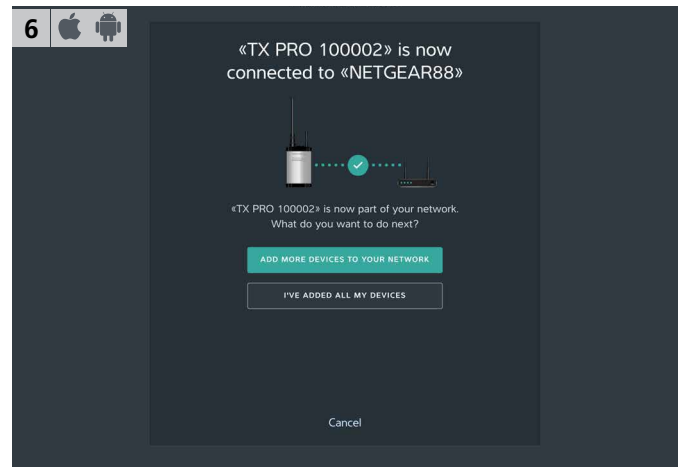 6
«TX PRO 100002» is now
connected to «NETGEAR88»
«TX PRO 100002» is now part of your network.
What do you want to do next?
ADD MORE DEVICES TO YOUR NETWORK
I'VE ADDED ALL MY DEVICES
Cancel